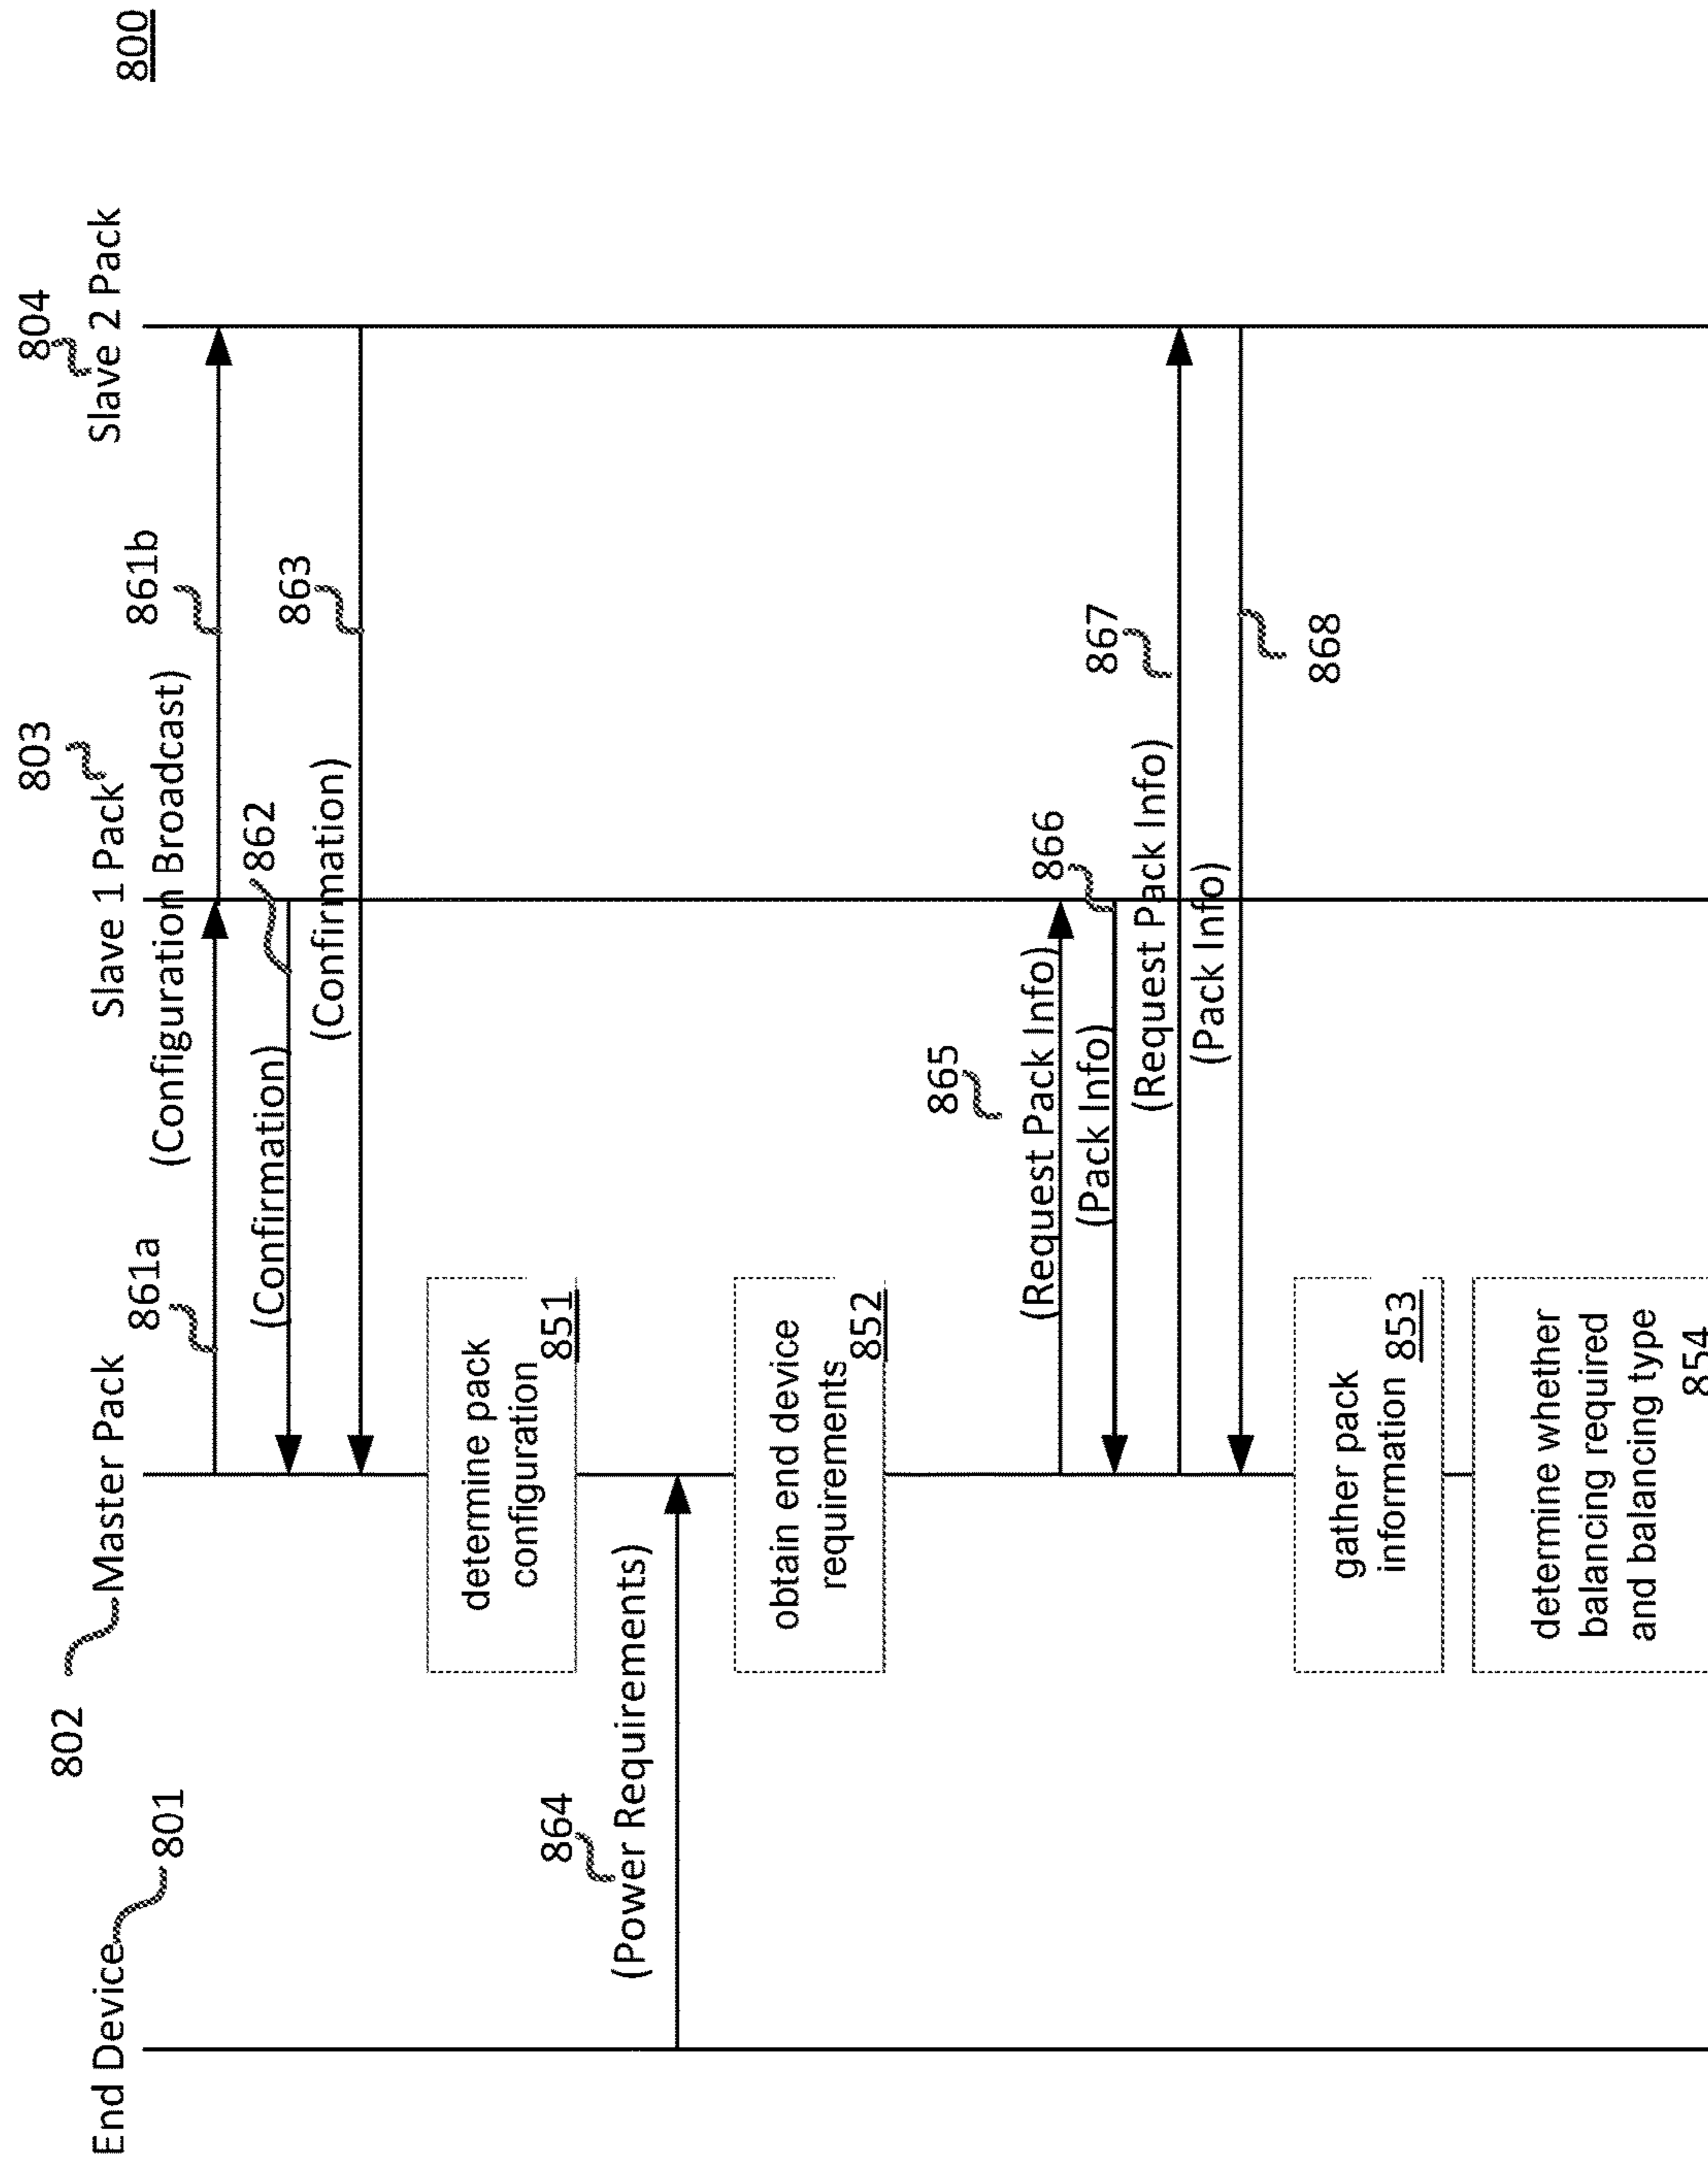 800
End Device
801
802
Master Pack
803
Slave 1 Pack
804
Slave 2 Pack
861a
(Configuration Broadcast)
861b
(Confirmation)
862
(Confirmation)
863
determine pack
configuration
851
864
(Power Requirements)
obtain end device
requirements
852
865
(Request Pack Info)
(Pack Info)
866
(Request Pack Info)
867
(Pack Info)
868
gather pack
information 853
determine whether
balancing required
and balancing type
854